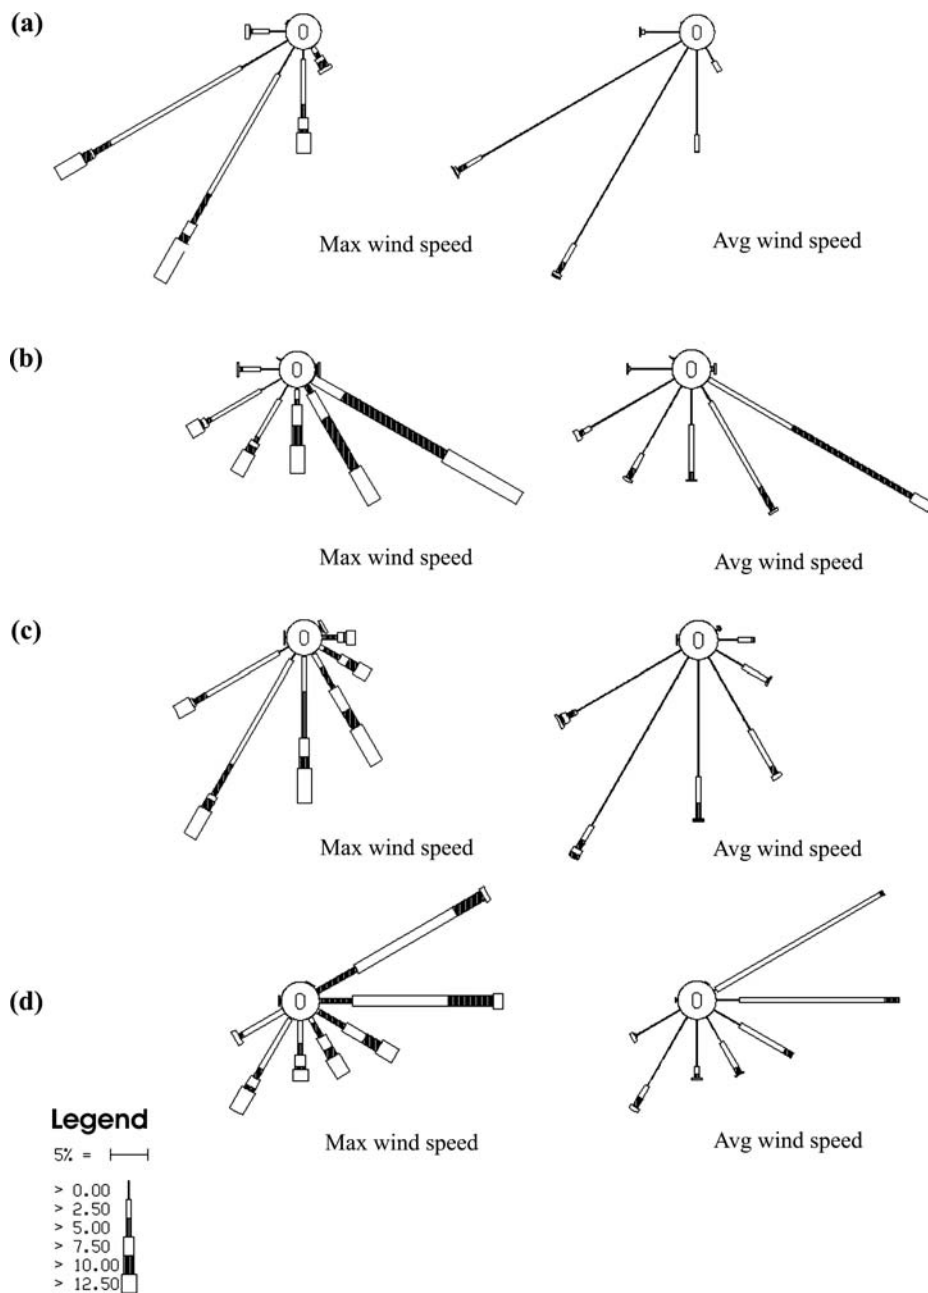 (a)
0
0
Max wind speed
Avg wind speed
(b)
0
0
Max wind speed
Avg wind speed
(c)
0
0
Max wind speed
Avg wind speed
(d)
0
0
Max wind speed
Avg wind speed
Legend
5% =
> 0.00
> 2.50
> 5.00
> 7.50
> 10.00
> 12.50